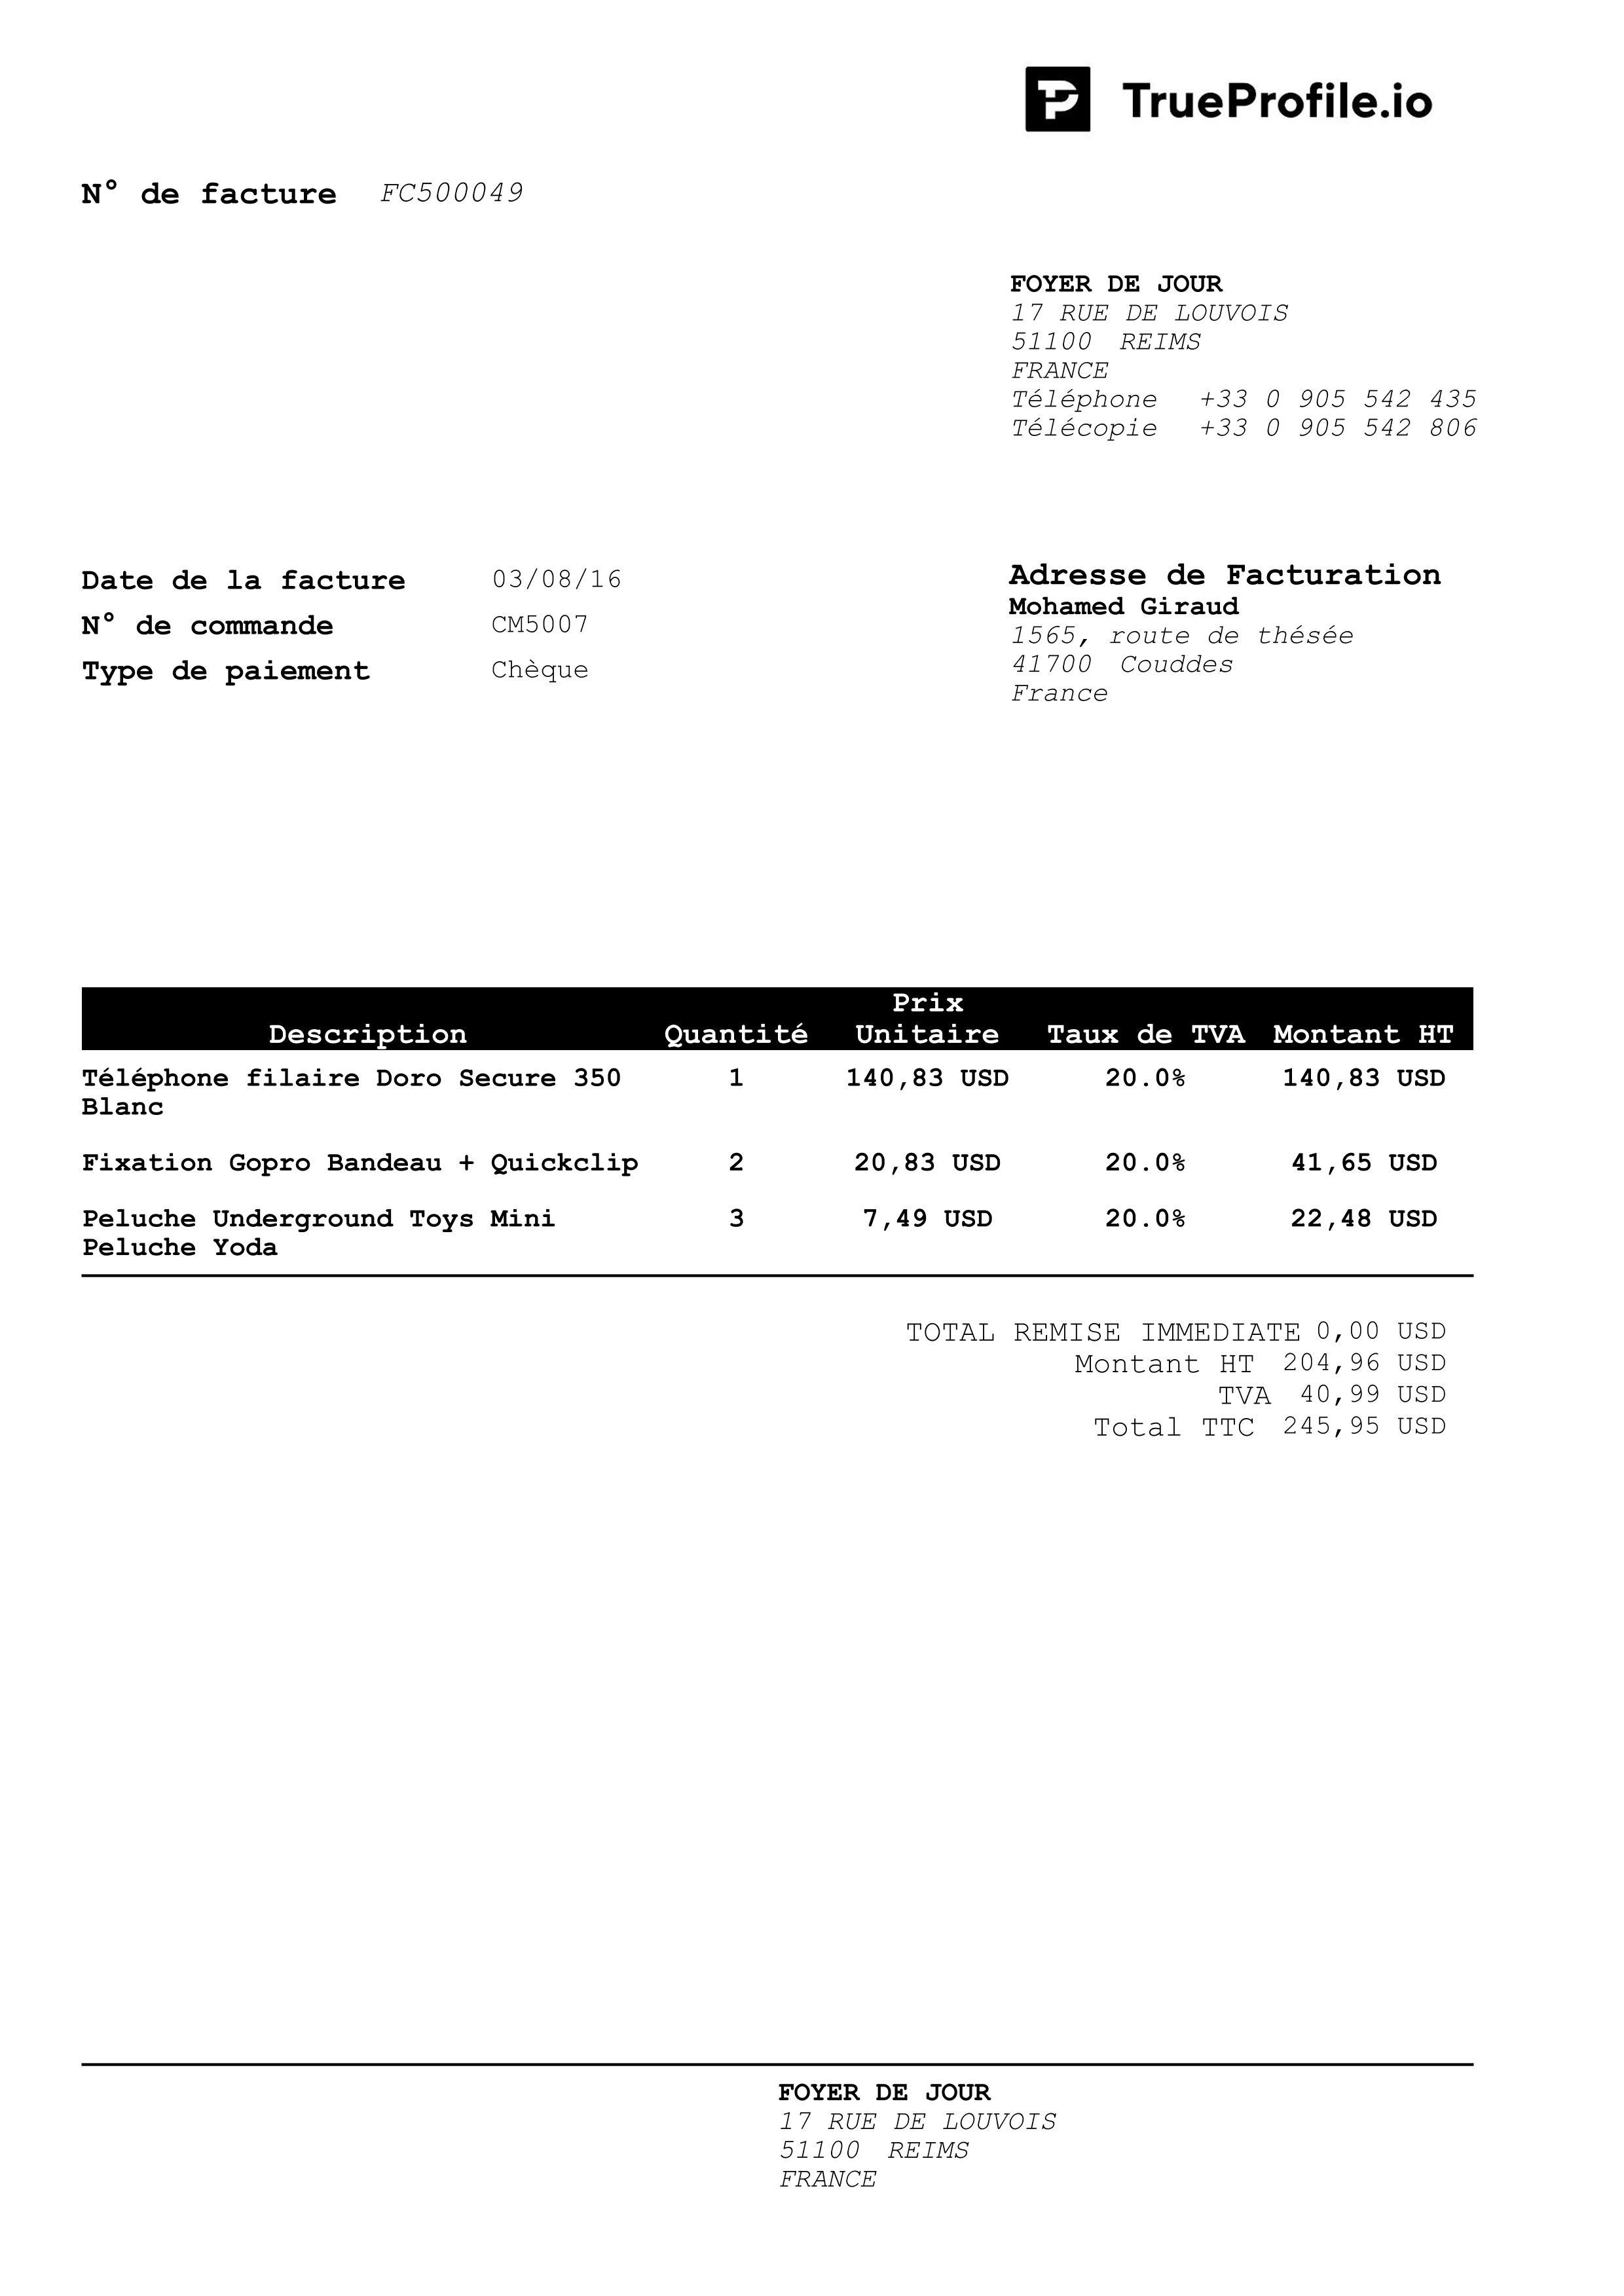 TrueProfile.io
N° de facture FC500049
FOYER DE JOUR
17 RUE DE LOUVOIS
51100 REIMS
FRANCE
Téléphone +33 0 905 542 435
Télécopie +33 0 905 542 806
Date de la facture 03/08/16
N° de commande CM5007
Type de paiement Chèque
Adresse de Facturation
Mohamed Giraud
1565, route de thésée
41700 Couddes
France
Prix
Description Quantité Unitaire Taux de TVA Montant HT
Téléphone filaire Doro Secure 350 1 140,83 USD 20.0% 140,83 USD
Blanc
Fixation Gopro Bandeau + Quickclip 2 20,83 USD 20.0% 41,65 USD
Peluche Underground Toys Mini 3 7,49 USD 20.0% 22,48 USD
Peluche Yoda
TOTAL REMISE IMMEDIATE 0,00 USD
Montant HT 204,96 USD
TVA 40,99 USD
Total TTC 245,95 USD
FOYER DE JOUR
17 RUE DE LOUVOIS
51100 REIMS
FRANCE